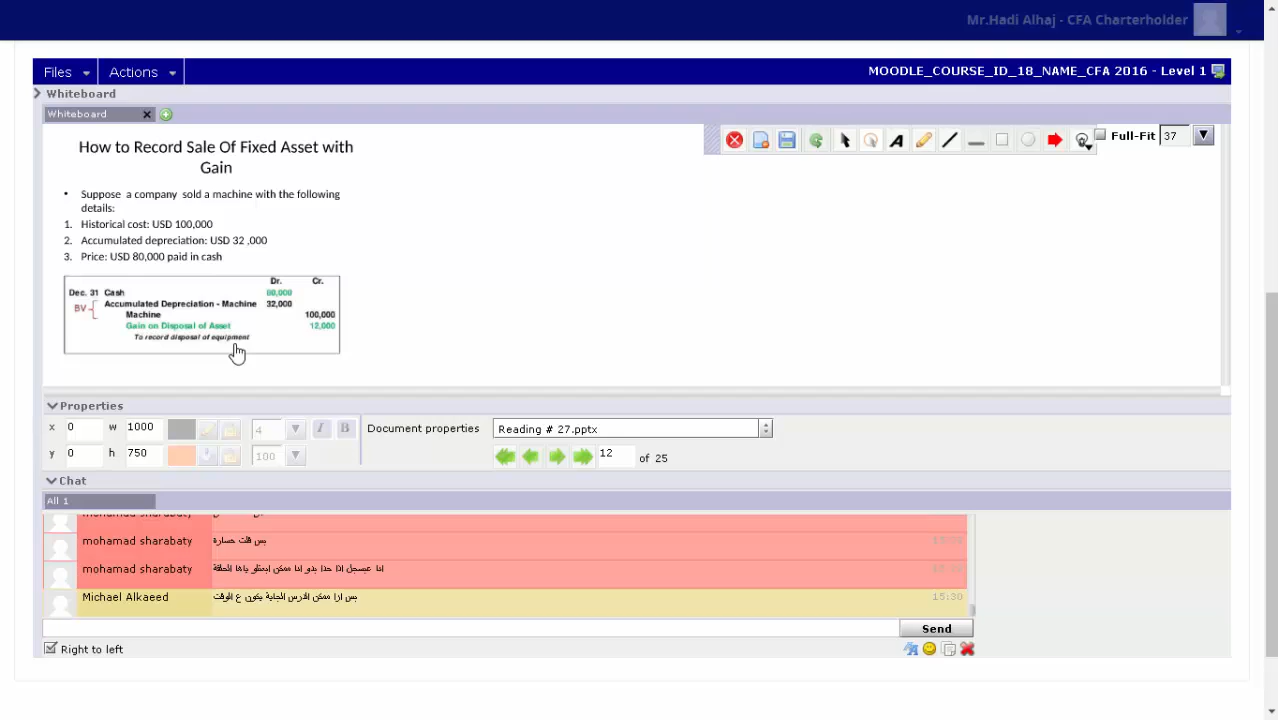 Mr.Hadi Alhaj - CFA Charterholder
Files Actions MOODLE_COURSE_ID_18_NAME_CFA 2016 - Level 1
Whiteboard
Whiteboard
Full-Fit 37
How to Record Sale Of Fixed Asset with
Gain
• Suppose a company sold a machine with the following
details:
1. Historical cost: USD 100,000
2. Accumulated depreciation: USD 32 ,000
3. Price: USD 80,000 paid in cash
Dr. Cr.
Dec. 31 Cash 80,000
BV Accumulated Depreciation - Machine 32,000
Machine 100,000
Gain on Disposal of Asset 12,000
To record disposal of equipment
Properties
x 0 w 1000 4 I B Document properties Reading # 27.pptx
y 0 h 750 100 12 of 25
Chat
All 1
mohamad sharabaty
mohamad sharabaty بس قلت خسارة
mohamad sharabaty اذا عبسجل اذا حدا بدو اذا ممكن الحلقة
Michael Alkaeed بس ازا ممكن الدرس الجاية يكون ع الوقت 15:30
Send
Right to left